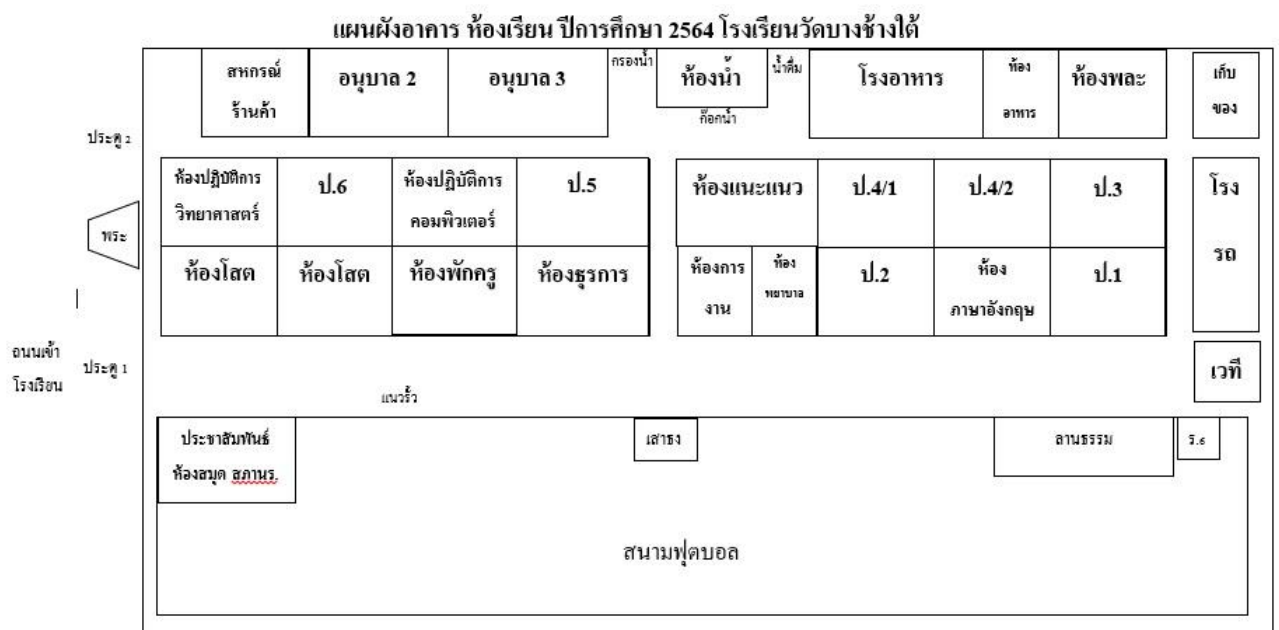 แผนผังอาคาร ห้องเรียน ปีการศึกษา 2564 โรงเรียนวัดบางช้างใต้
สหกรณ์
ร้านค้า
อนุบาล 2
อนุบาล 3
กรองน้ำ
ห้องน้ำ
ก๊อกน้ำ
น้ำดื่ม
โรงอาหาร
ห้อง
อาหาร
ห้องพละ
เก็บ
ของ
ประตู 2
ห้องปฏิบัติการ
วิทยาศาสตร์
ป.6
ห้องปฏิบัติการ
คอมพิวเตอร์
ป.5
ห้องแนะแนว
ป.4/1
ป.4/2
ป.3
โรง
รถ
พระ
ห้องโสต
ห้องโสต
ห้องพักครู
ห้องธุรการ
ห้องการ
งาน
ห้อง
พยาบาล
ป.2
ห้อง
ภาษาอังกฤษ
ป.1
ถนนเข้า
โรงเรียน
ประตู 1
เวที
แนวรั้ว
ประชาสัมพันธ์
ห้องสมุด สภานร.
เสาธง
ลานธรรม
ร.๖
สนามฟุตบอล